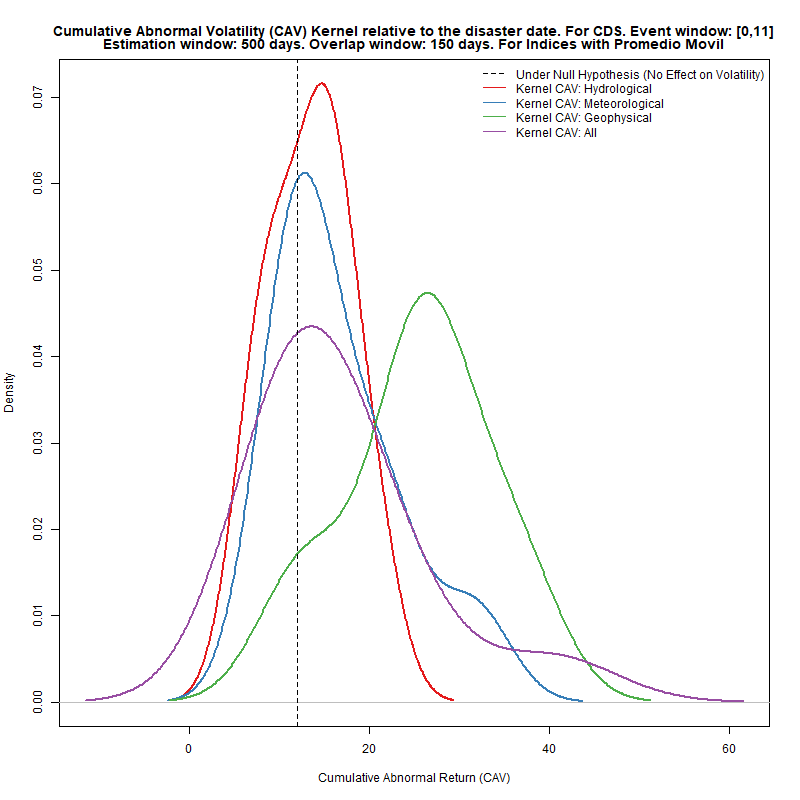 Cumulative Abnormal Volatility (CAV) Kernel relative to the disaster date. For CDS. Event window: [0,11]
Estimation window: 500 days. Overlap window: 150 days. For Indices with Promedio Movil
Under Null Hypothesis (No Effect on Volatility)
Kernel CAV: Hydrological
Kernel CAV: Meteorological
Kernel CAV: Geophysical
Kernel CAV: All
Density
0.07
0.06
0.05
0.04
0.03
0.02
0.01
0.00
0
20
40
60
Cumulative Abnormal Return (CAV)